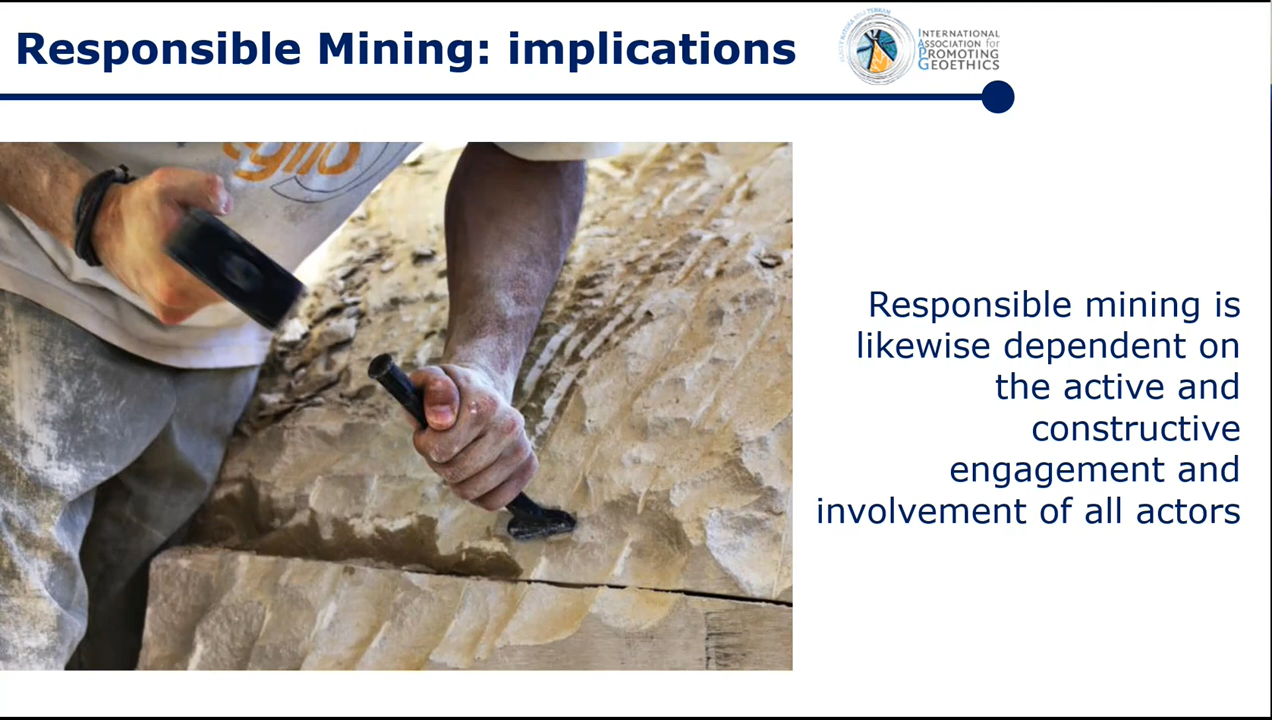 Responsible Mining: implications
INTERNATIONAL
ASSOCIATION for
PROMOTING
GEOETHICS
Responsible mining is
likewise dependent on
the active and
constructive
engagement and
involvement of all actors